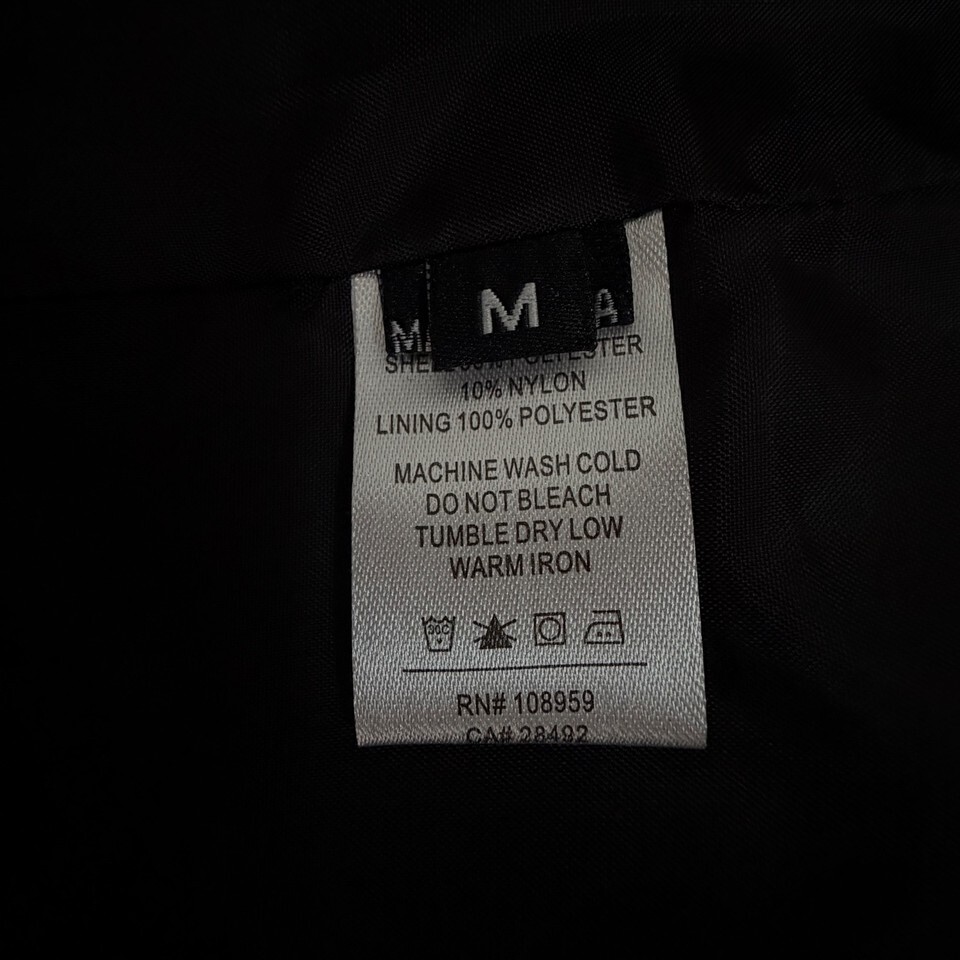 M
A
10% NYLON
LINING 100% POLYESTER
MACHINE WASH COLD
DO NOT BLEACH
TUMBLE DRY LOW
WARM IRON
RN# 108959
CA# 28492